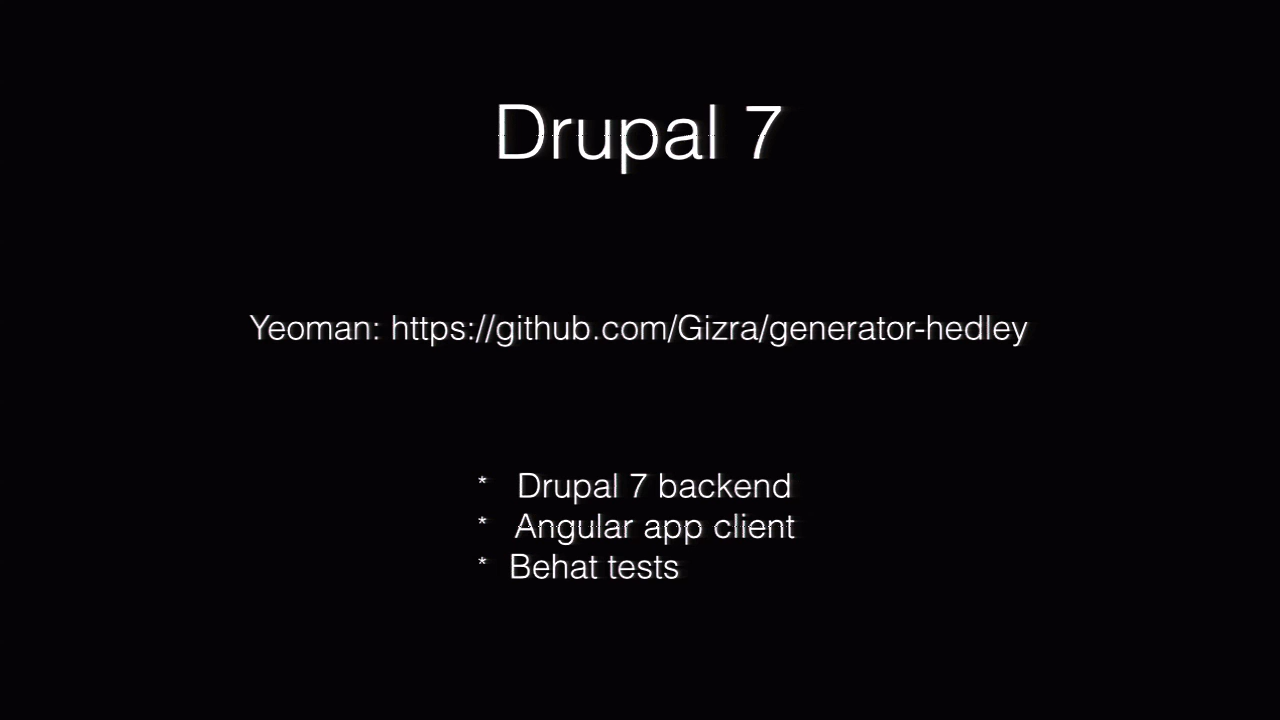 Drupal 7
Yeoman: https://github.com/Gizra/generator-hedley
* Drupal 7 backend
* Angular app client
* Behat tests